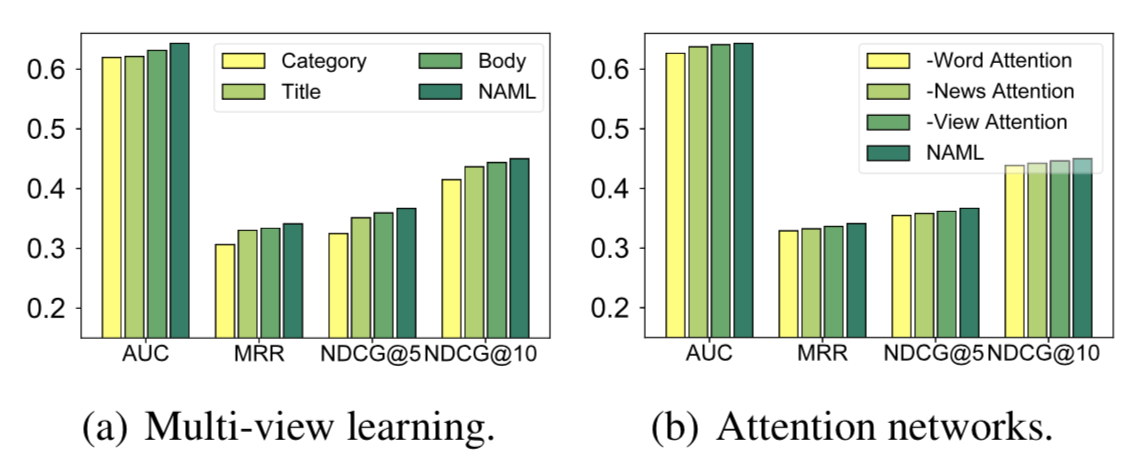 0.6
0.5
0.4
0.3
0.2
Category
Title
Body
NAML
AUC
MRR
NDCG@5
NDCG@10
(a) Multi-view learning.
0.6
0.5
0.4
0.3
0.2
-Word Attention
-News Attention
-View Attention
NAML
AUC
MRR
NDCG@5
NDCG@10
(b) Attention networks.